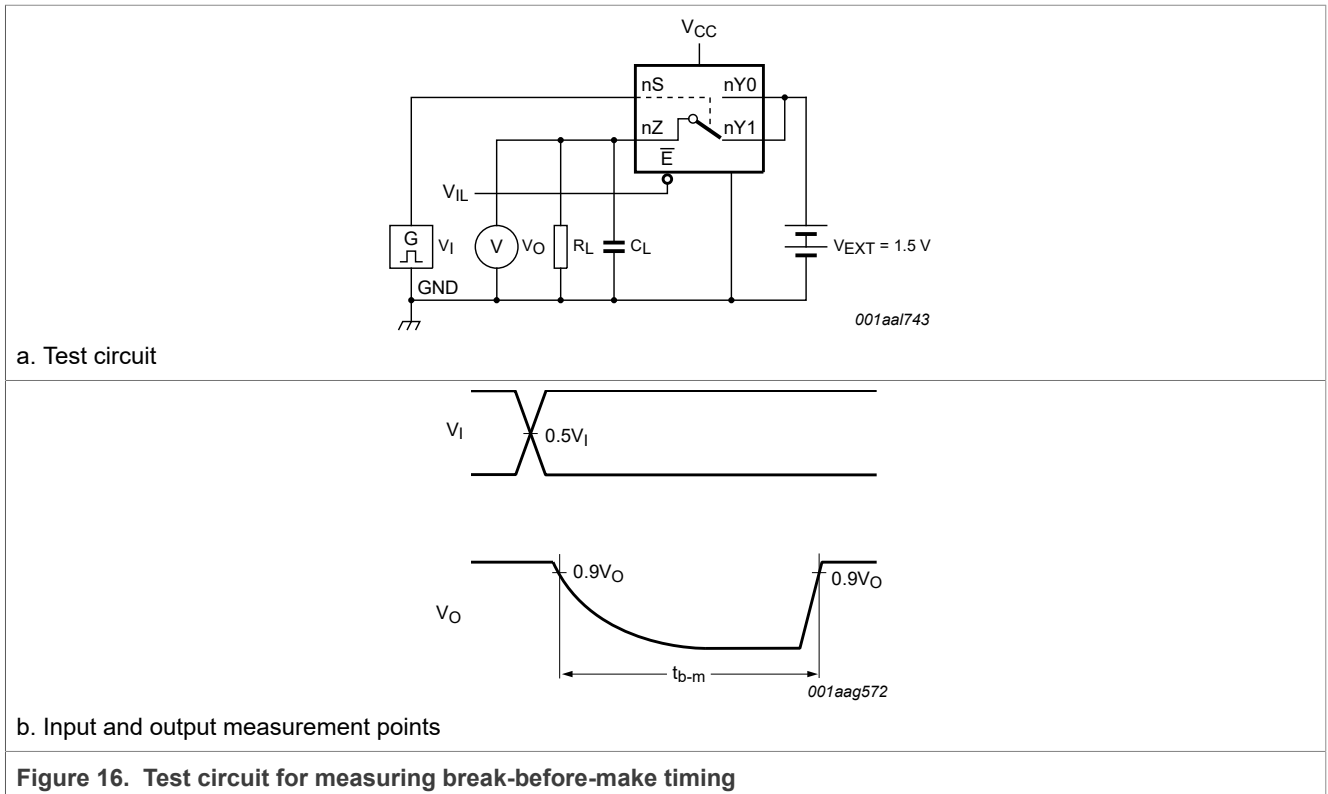 VCC
nS
nY0
nZ
nY1
E
VIL
G
VI
V
VO
RL
CL
VEXT = 1.5 V
GND
001aal743
a. Test circuit
VI
0.5VI
0.9VO
0.9VO
VO
tb-m
001aag572
b. Input and output measurement points
Figure 16. Test circuit for measuring break-before-make timing